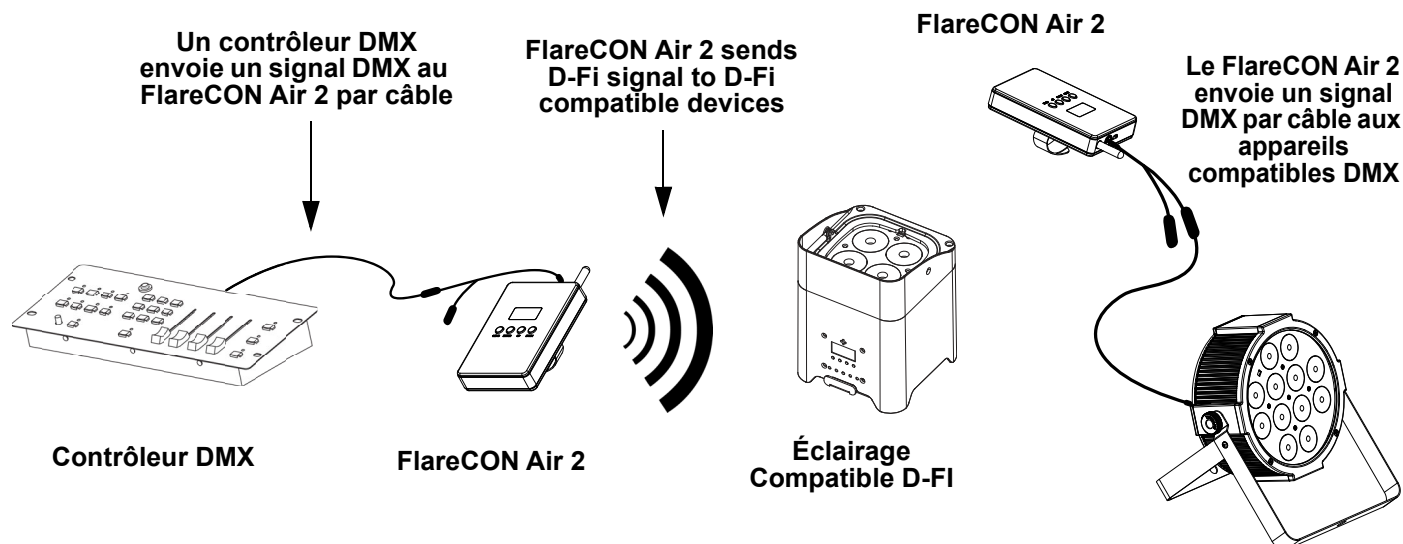 Un contrôleur DMX
envoie un signal DMX au
FlareCON Air 2 par câble
FlareCON Air 2 sends
D-Fi signal to D-Fi
compatible devices
FlareCON Air 2
Le FlareCON Air 2
envoie un signal
DMX par câble aux
appareils
compatibles DMX
Contrôleur DMX
FlareCON Air 2
Éclairage
Compatible D-FI